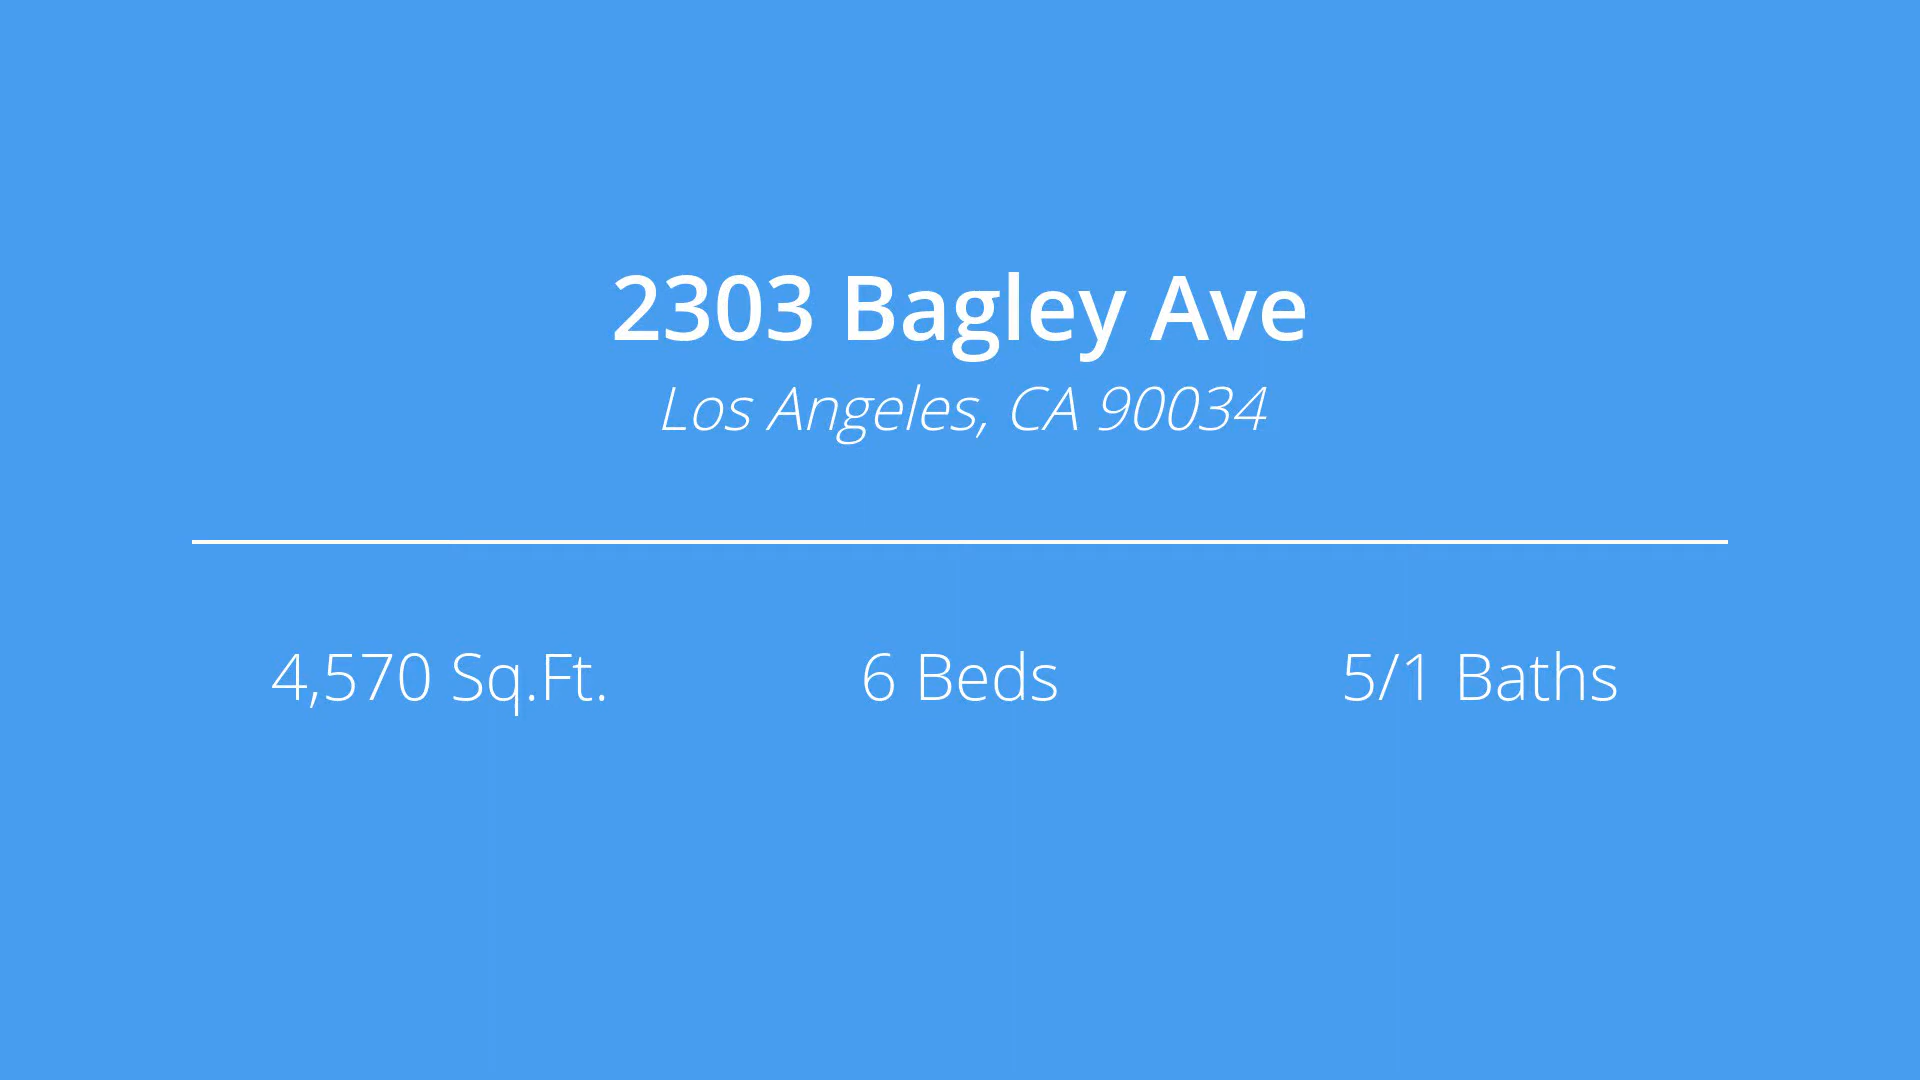 2303 Bagley Ave
Los Angeles, CA 90034
4,570 Sq.Ft.
6 Beds
5/1 Baths